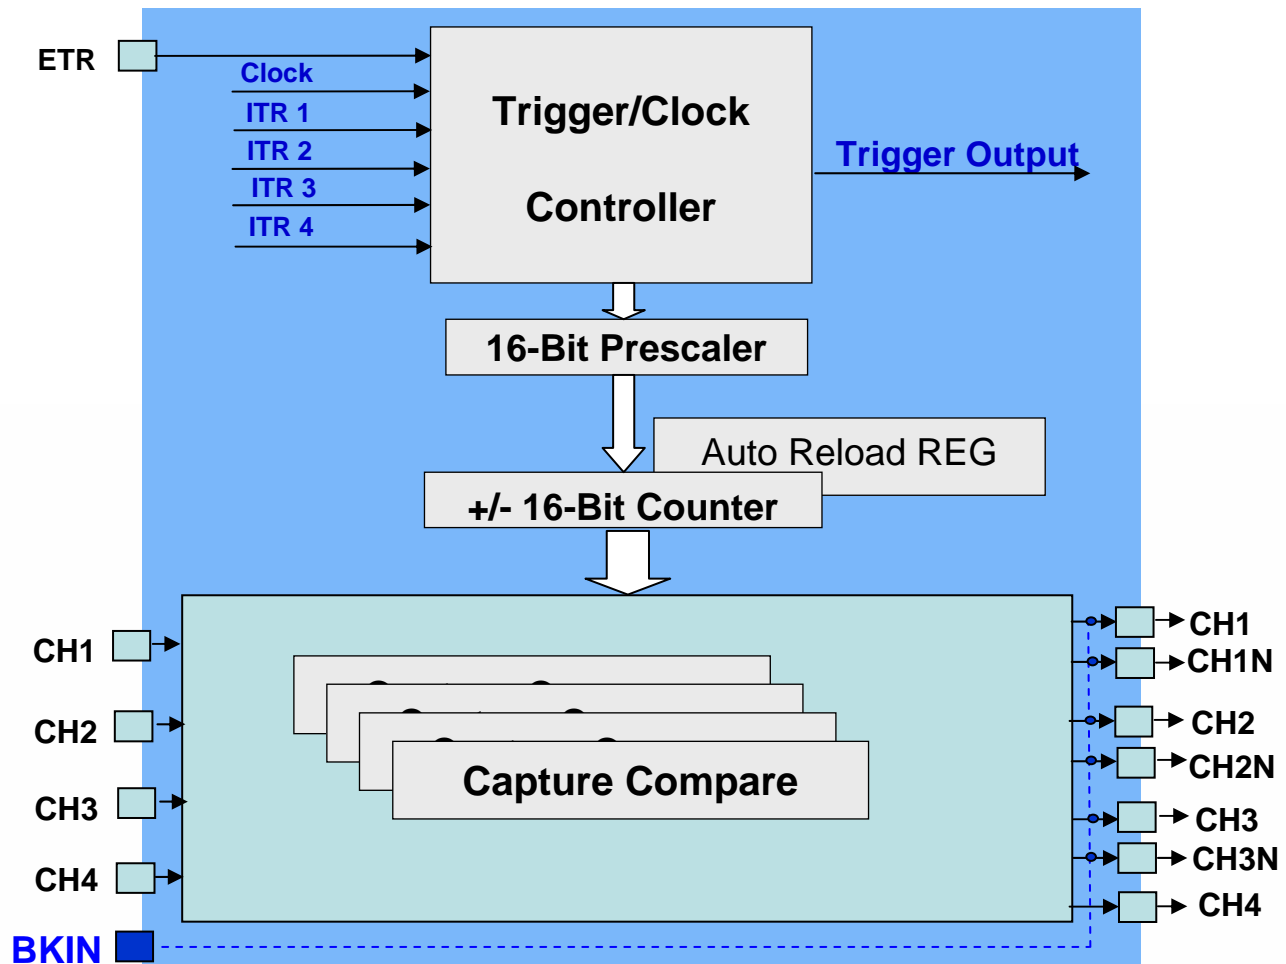 ETR
Clock
ITR 1
ITR 2
ITR 3
ITR 4
Trigger/Clock
Controller
Trigger Output
16-Bit Prescaler
Auto Reload REG
+/- 16-Bit Counter
CH1
CH2
CH3
CH4
BKIN
Capture Compare
CH1
CH1N
CH2
CH2N
CH3
CH3N
CH4